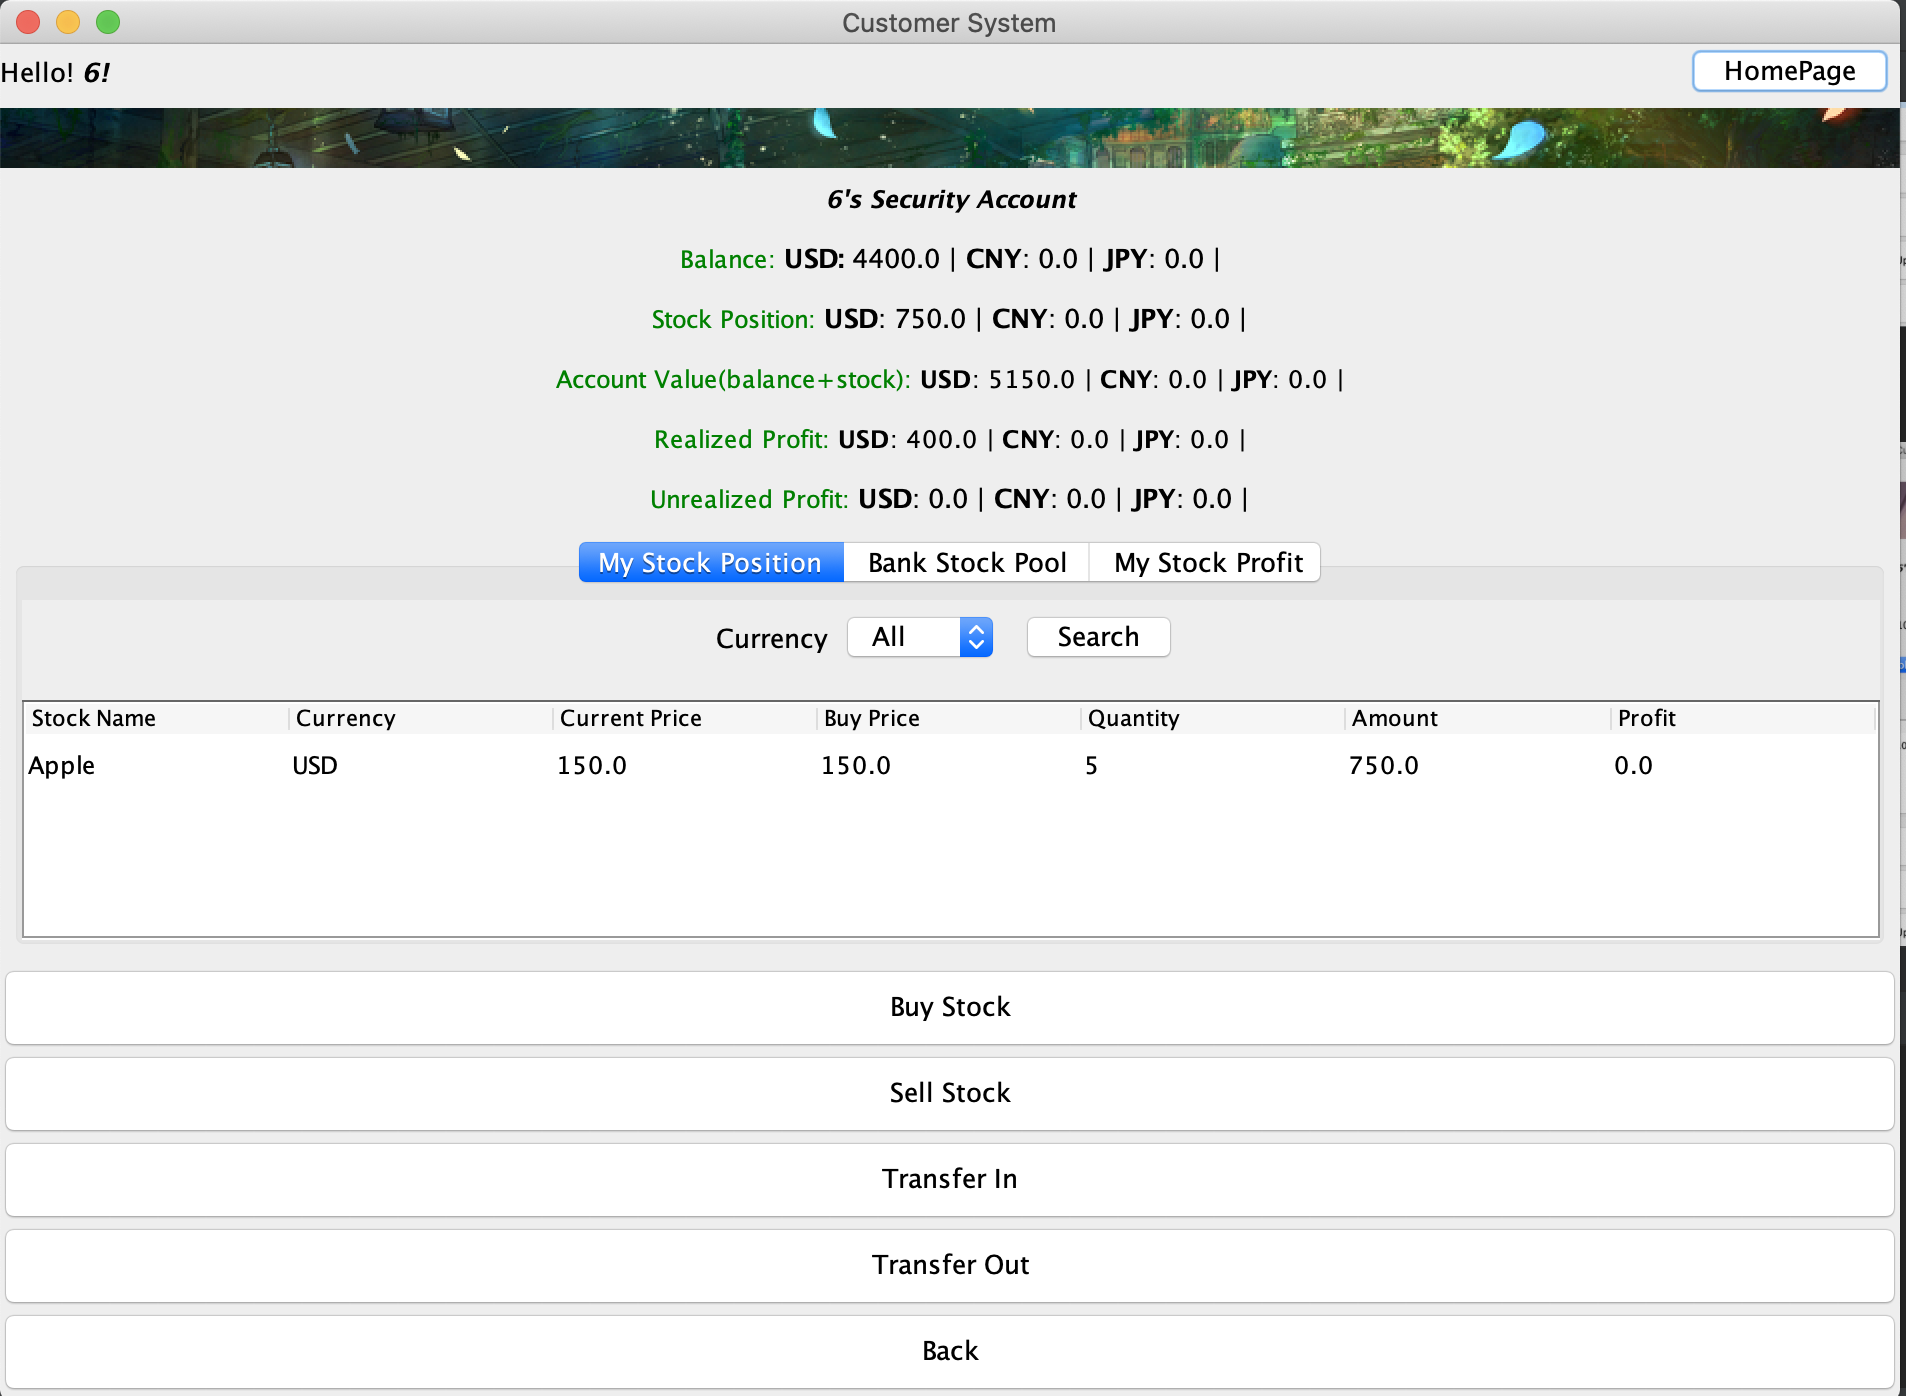 Customer System
Hello! 6!
HomePage
6's Security Account
Balance: USD: 4400.0 | CNY: 0.0 | JPY: 0.0 |
Stock Position: USD: 750.0 | CNY: 0.0 | JPY: 0.0 |
Account Value(balance+stock): USD: 5150.0 | CNY: 0.0 | JPY: 0.0 |
Realized Profit: USD: 400.0 | CNY: 0.0 | JPY: 0.0 |
Unrealized Profit: USD: 0.0 | CNY: 0.0 | JPY: 0.0 |
My Stock Position Bank Stock Pool My Stock Profit
Currency All Search
Stock Name Currency Current Price Buy Price Quantity Amount Profit
Apple USD 150.0 150.0 5 750.0 0.0
Buy Stock
Sell Stock
Transfer In
Transfer Out
Back